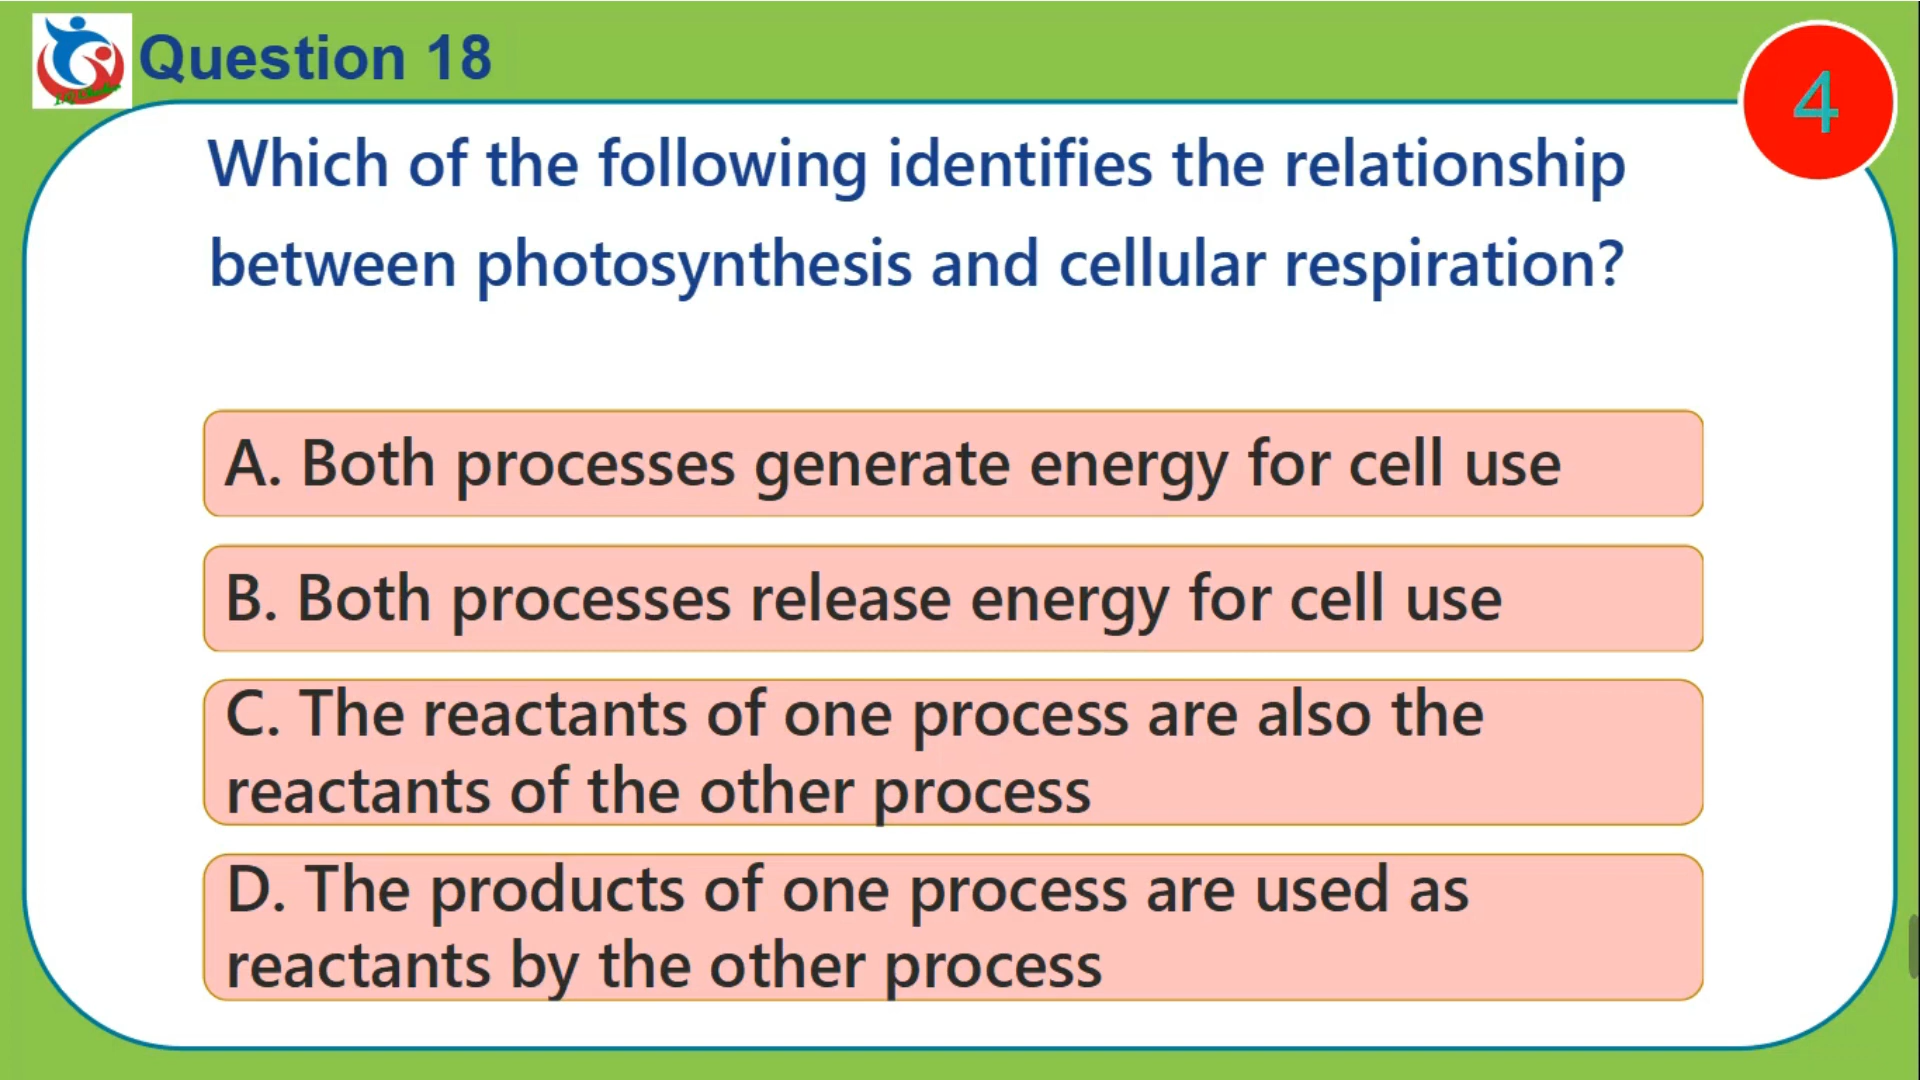 Question 18
4
Which of the following identifies the relationship
between photosynthesis and cellular respiration?
A. Both processes generate energy for cell use
B. Both processes release energy for cell use
C. The reactants of one process are also the
reactants of the other process
D. The products of one process are used as
reactants by the other process